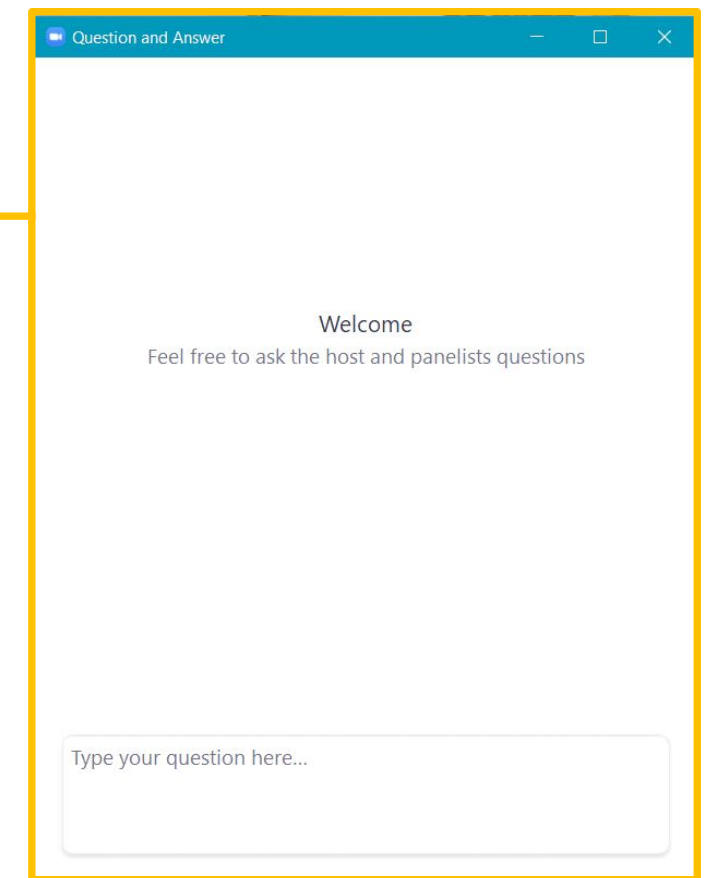 Question and Answer
Welcome
Feel free to ask the host and panelists questions
Type your question here...